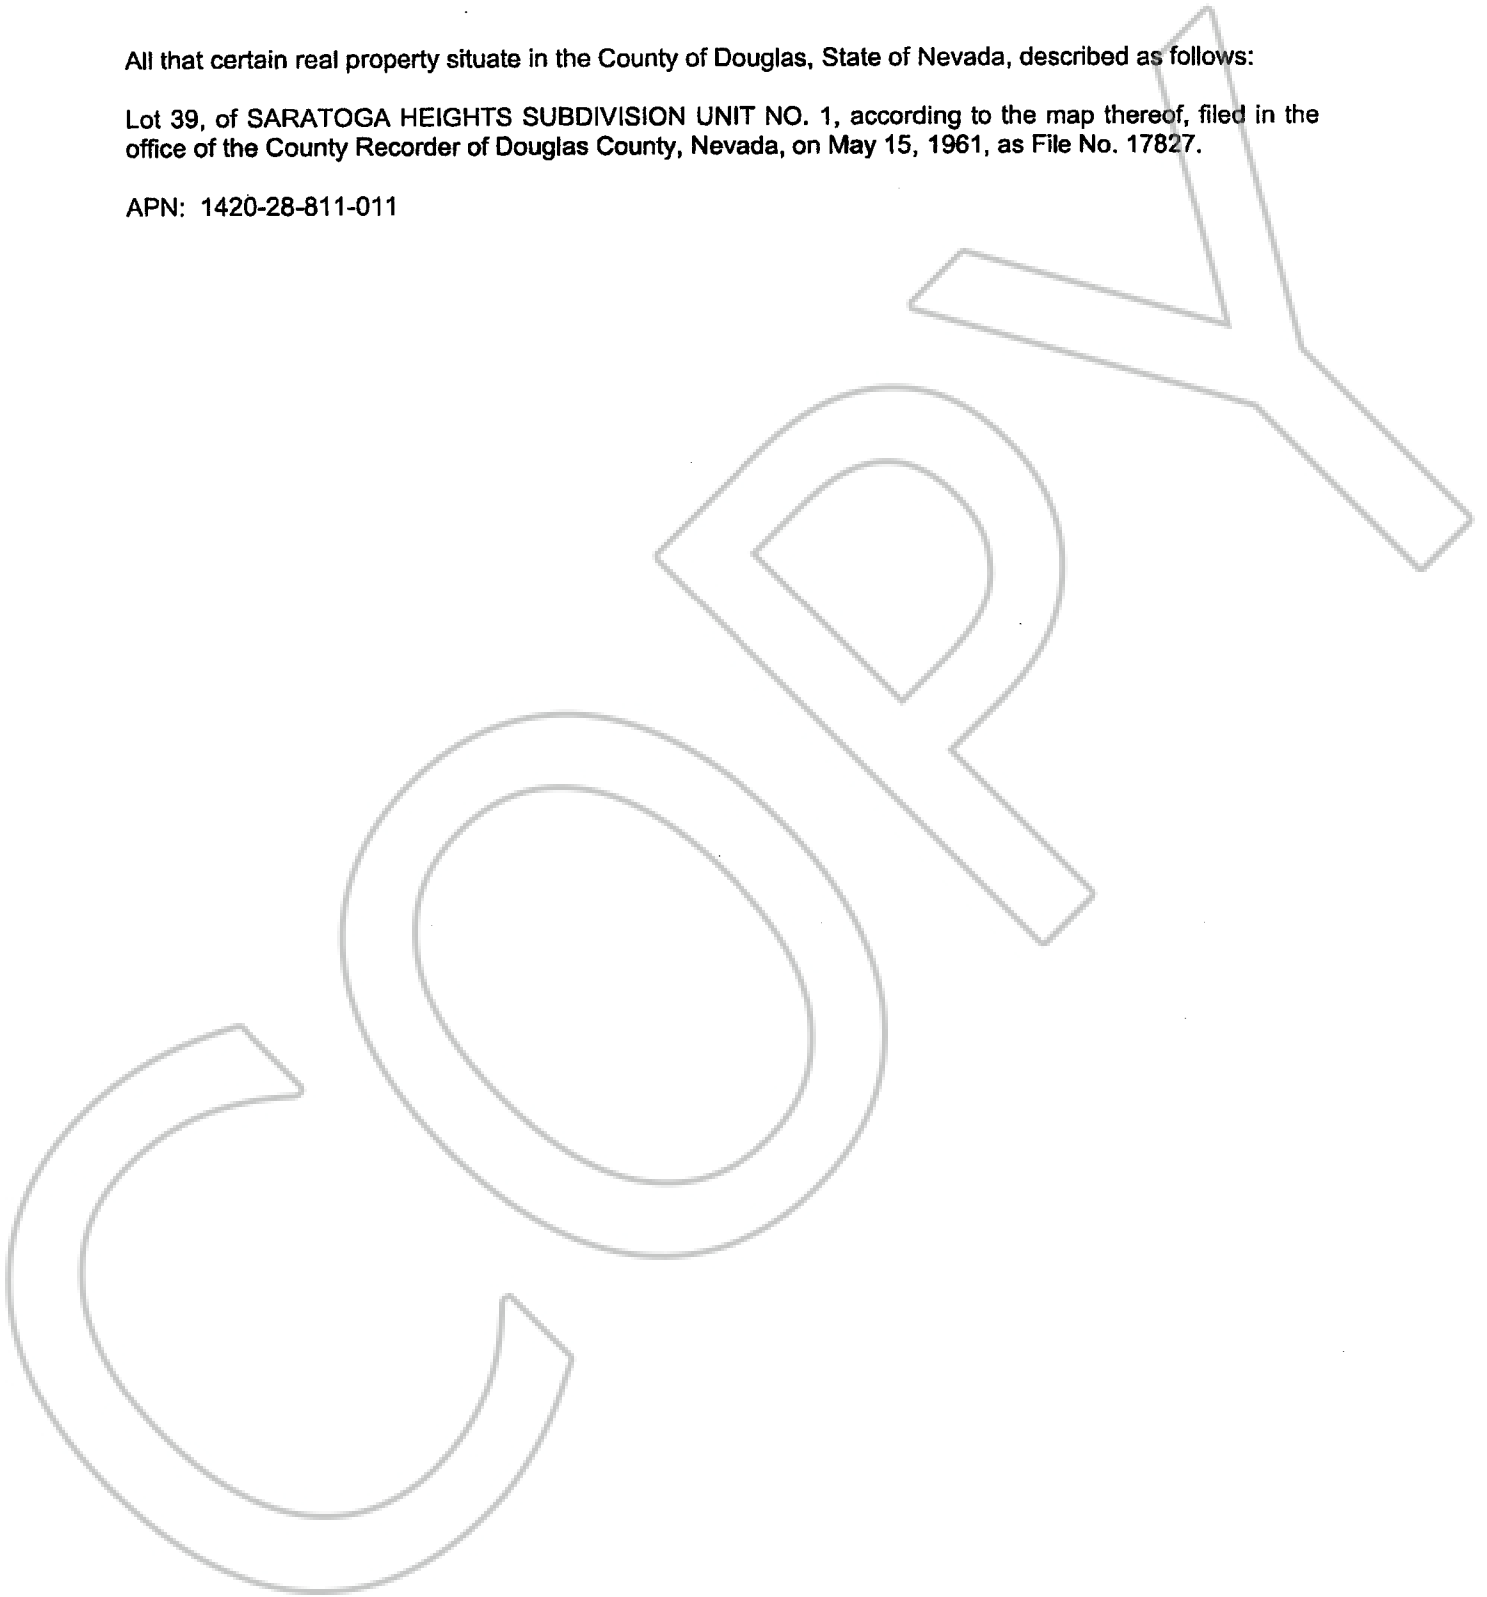 All that certain real property situate in the County of Douglas, State of Nevada, described as follows:
Lot 39, of SARATOGA HEIGHTS SUBDIVISION UNIT NO. 1, according to the map thereof, filed in the
office of the County Recorder of Douglas County, Nevada, on May 15, 1961, as File No. 17827.
APN: 1420-28-811-011
COPY